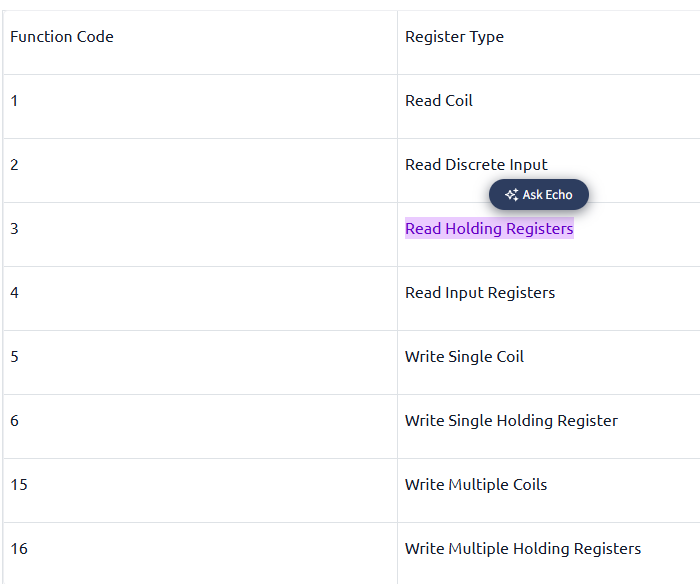 Function Code Register Type
1 Read Coil
2 Read Discrete Input
Ask Echo
3 Read Holding Registers
4 Read Input Registers
5 Write Single Coil
6 Write Single Holding Register
15 Write Multiple Coils
16 Write Multiple Holding Registers